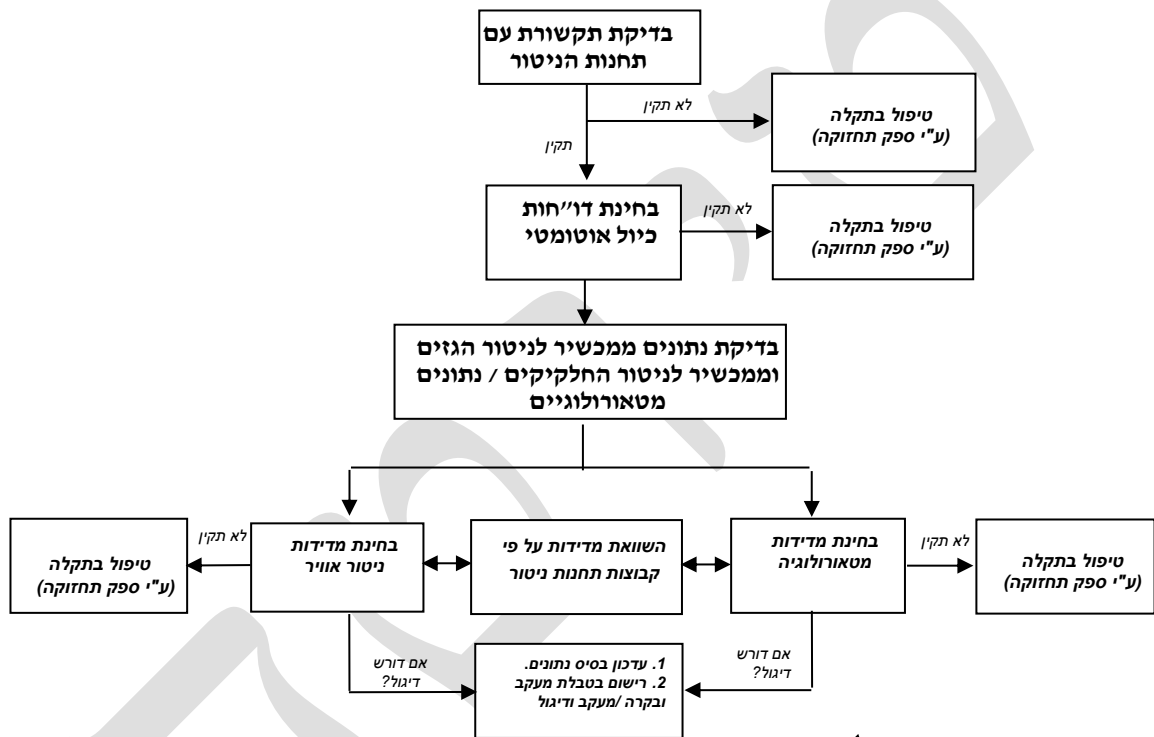 בדיקת תקשורת עם
תחנות הניטור
לא תקין
טיפול בתקלה
(ע"י ספק תחזוקה)
תקין
בחינת דו"חות
כיול אוטומטי
לא תקין
טיפול בתקלה
(ע"י ספק תחזוקה)
בדיקת נתונים ממכשיר לניטור הגזים
וממכשיר לניטור החלקיקים / נתונים
מטאורולוגיים
בחינת מדידות
מטאורולוגיה
לא תקין
טיפול בתקלה
(ע"י ספק תחזוקה)
השוואת מדידות על פי
קבוצות תחנות ניטור
בחינת מדידות
ניטור אוויר
לא תקין
טיפול בתקלה
(ע"י ספק תחזוקה)
אם דורש
דיגול?
1. עדכון בסיס נתונים.
2. רישום בטבלת מעקב
ובקרה /מעקב ודיגול
אם דורש
דיגול?